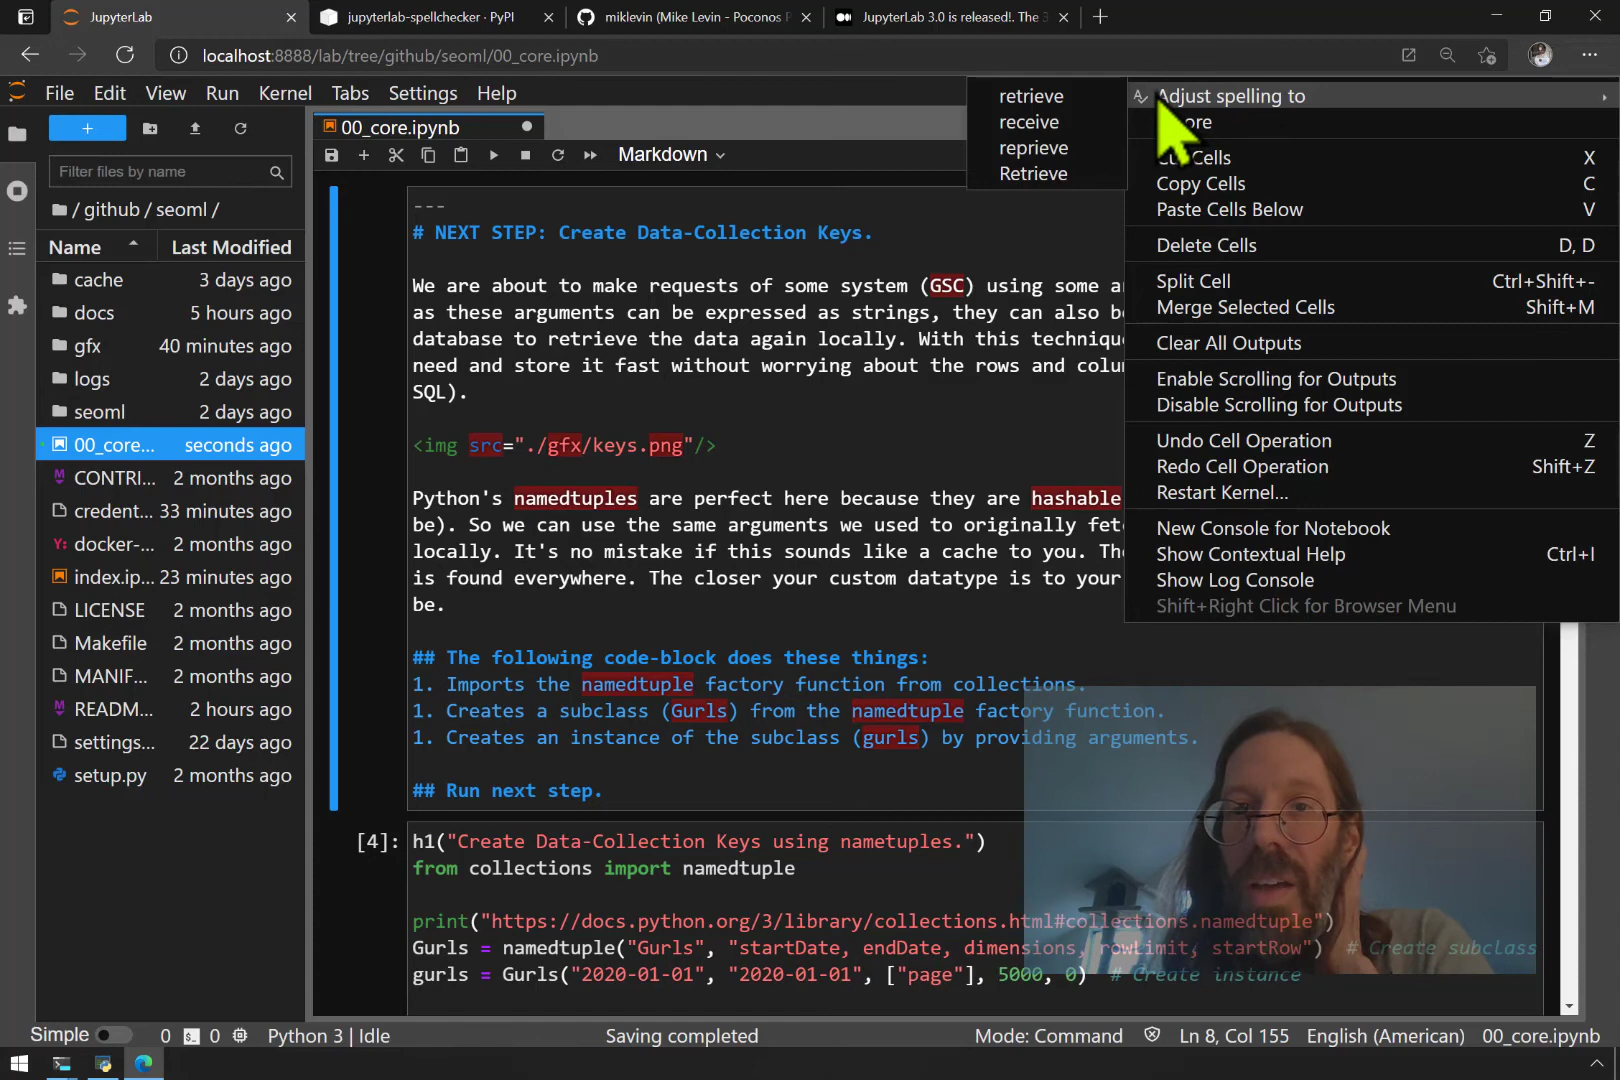 JupyterLab
jupyterlab-spellchecker · PyPI
miklevin (Mike Levin - Poconos P
JupyterLab 3.0 is released!. The 3
localhost:8888/lab/tree/github/seoml/00_core.ipynb
File Edit View Run Kernel Tabs Settings Help
Filter files by name
/ github / seoml /
Name Last Modified
cache 3 days ago
docs 5 hours ago
gfx 40 minutes ago
logs 2 days ago
seoml 2 days ago
00_core... seconds ago
CONTRI... 2 months ago
credent... 33 minutes ago
Y: docker-... 2 months ago
index.ip... 23 minutes ago
LICENSE 2 months ago
Makefile 2 months ago
MANIF... 2 months ago
READM... 2 hours ago
settings... 22 days ago
setup.py 2 months ago
00_core.ipynb
Markdown
---
# NEXT STEP: Create Data-Collection Keys.
We are about to make requests of some system (GSC) using some ar
as these arguments can be expressed as strings, they can also be
database to retrieve the data again locally. With this technique
need and store it fast without worrying about the rows and colum
SQL).
<img src="./gfx/keys.png"/>
Python's namedtuples are perfect here because they are hashable
be). So we can use the same arguments we used to originally fet
locally. It's no mistake if this sounds like a cache to you. The
is found everywhere. The closer your custom datatype is to your
be.
## The following code-block does these things:
1. Imports the namedtuple factory function from collections.
1. Creates a subclass (Gurls) from the namedtuple factory function.
1. Creates an instance of the subclass (gurls) by providing arguments.
## Run next step.
[4]: h1("Create Data-Collection Keys using nametuples.")
from collections import namedtuple
print("https://docs.python.org/3/library/collections.html#collections.namedtuple")
Gurls = namedtuple("Gurls", "startDate, endDate, dimensions, rowLimit, startRow") # Create subclass
gurls = Gurls("2020-01-01", "2020-01-01", ["page"], 5000, 0) # Create instance
retrieve
receive
reprieve
Retrieve
Adjust spelling to
ore
Cut Cells X
Copy Cells C
Paste Cells Below V
Delete Cells D, D
Split Cell Ctrl+Shift+-
Merge Selected Cells Shift+M
Clear All Outputs
Enable Scrolling for Outputs
Disable Scrolling for Outputs
Undo Cell Operation Z
Redo Cell Operation Shift+Z
Restart Kernel...
New Console for Notebook
Show Contextual Help Ctrl+I
Show Log Console
Shift+Right Click for Browser Menu
Simple 0 $_ 0 Python 3 | Idle Saving completed Mode: Command Ln 8, Col 155 English (American) 00_core.ipynb